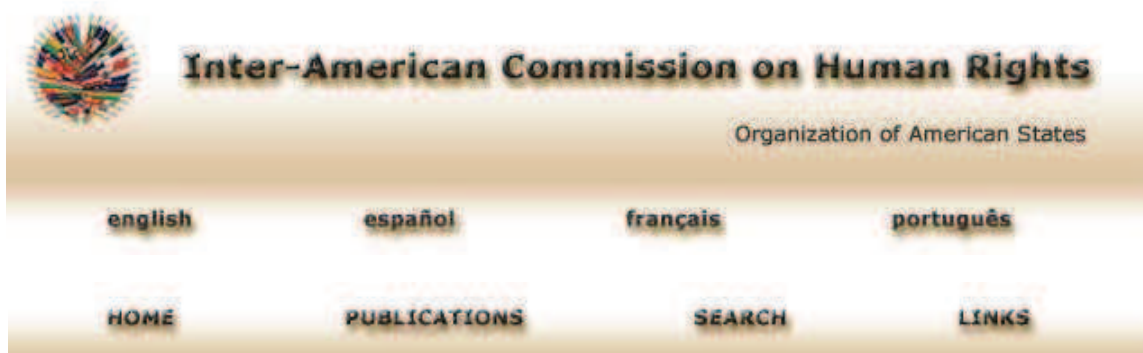 Inter-American Commission on Human Rights
Organization of American States
english español français português
HOME PUBLICATIONS SEARCH LINKS